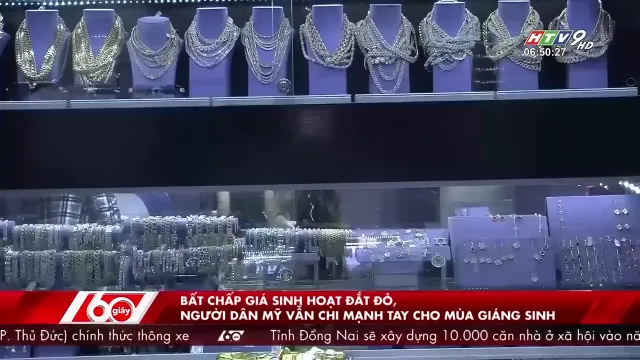 HTV9 HD
06:50:27
60 giây
BẤT CHẤP GIÁ SINH HOẠT ĐẮT ĐỎ,
NGƯỜI DÂN MỸ VẪN CHI MẠNH TAY CHO MÙA GIÁNG SINH
P. Thủ Đức) chính thức thông xe 60s Tỉnh Đồng Nai sẽ xây dựng 10.000 căn nhà ở xã hội vào nă